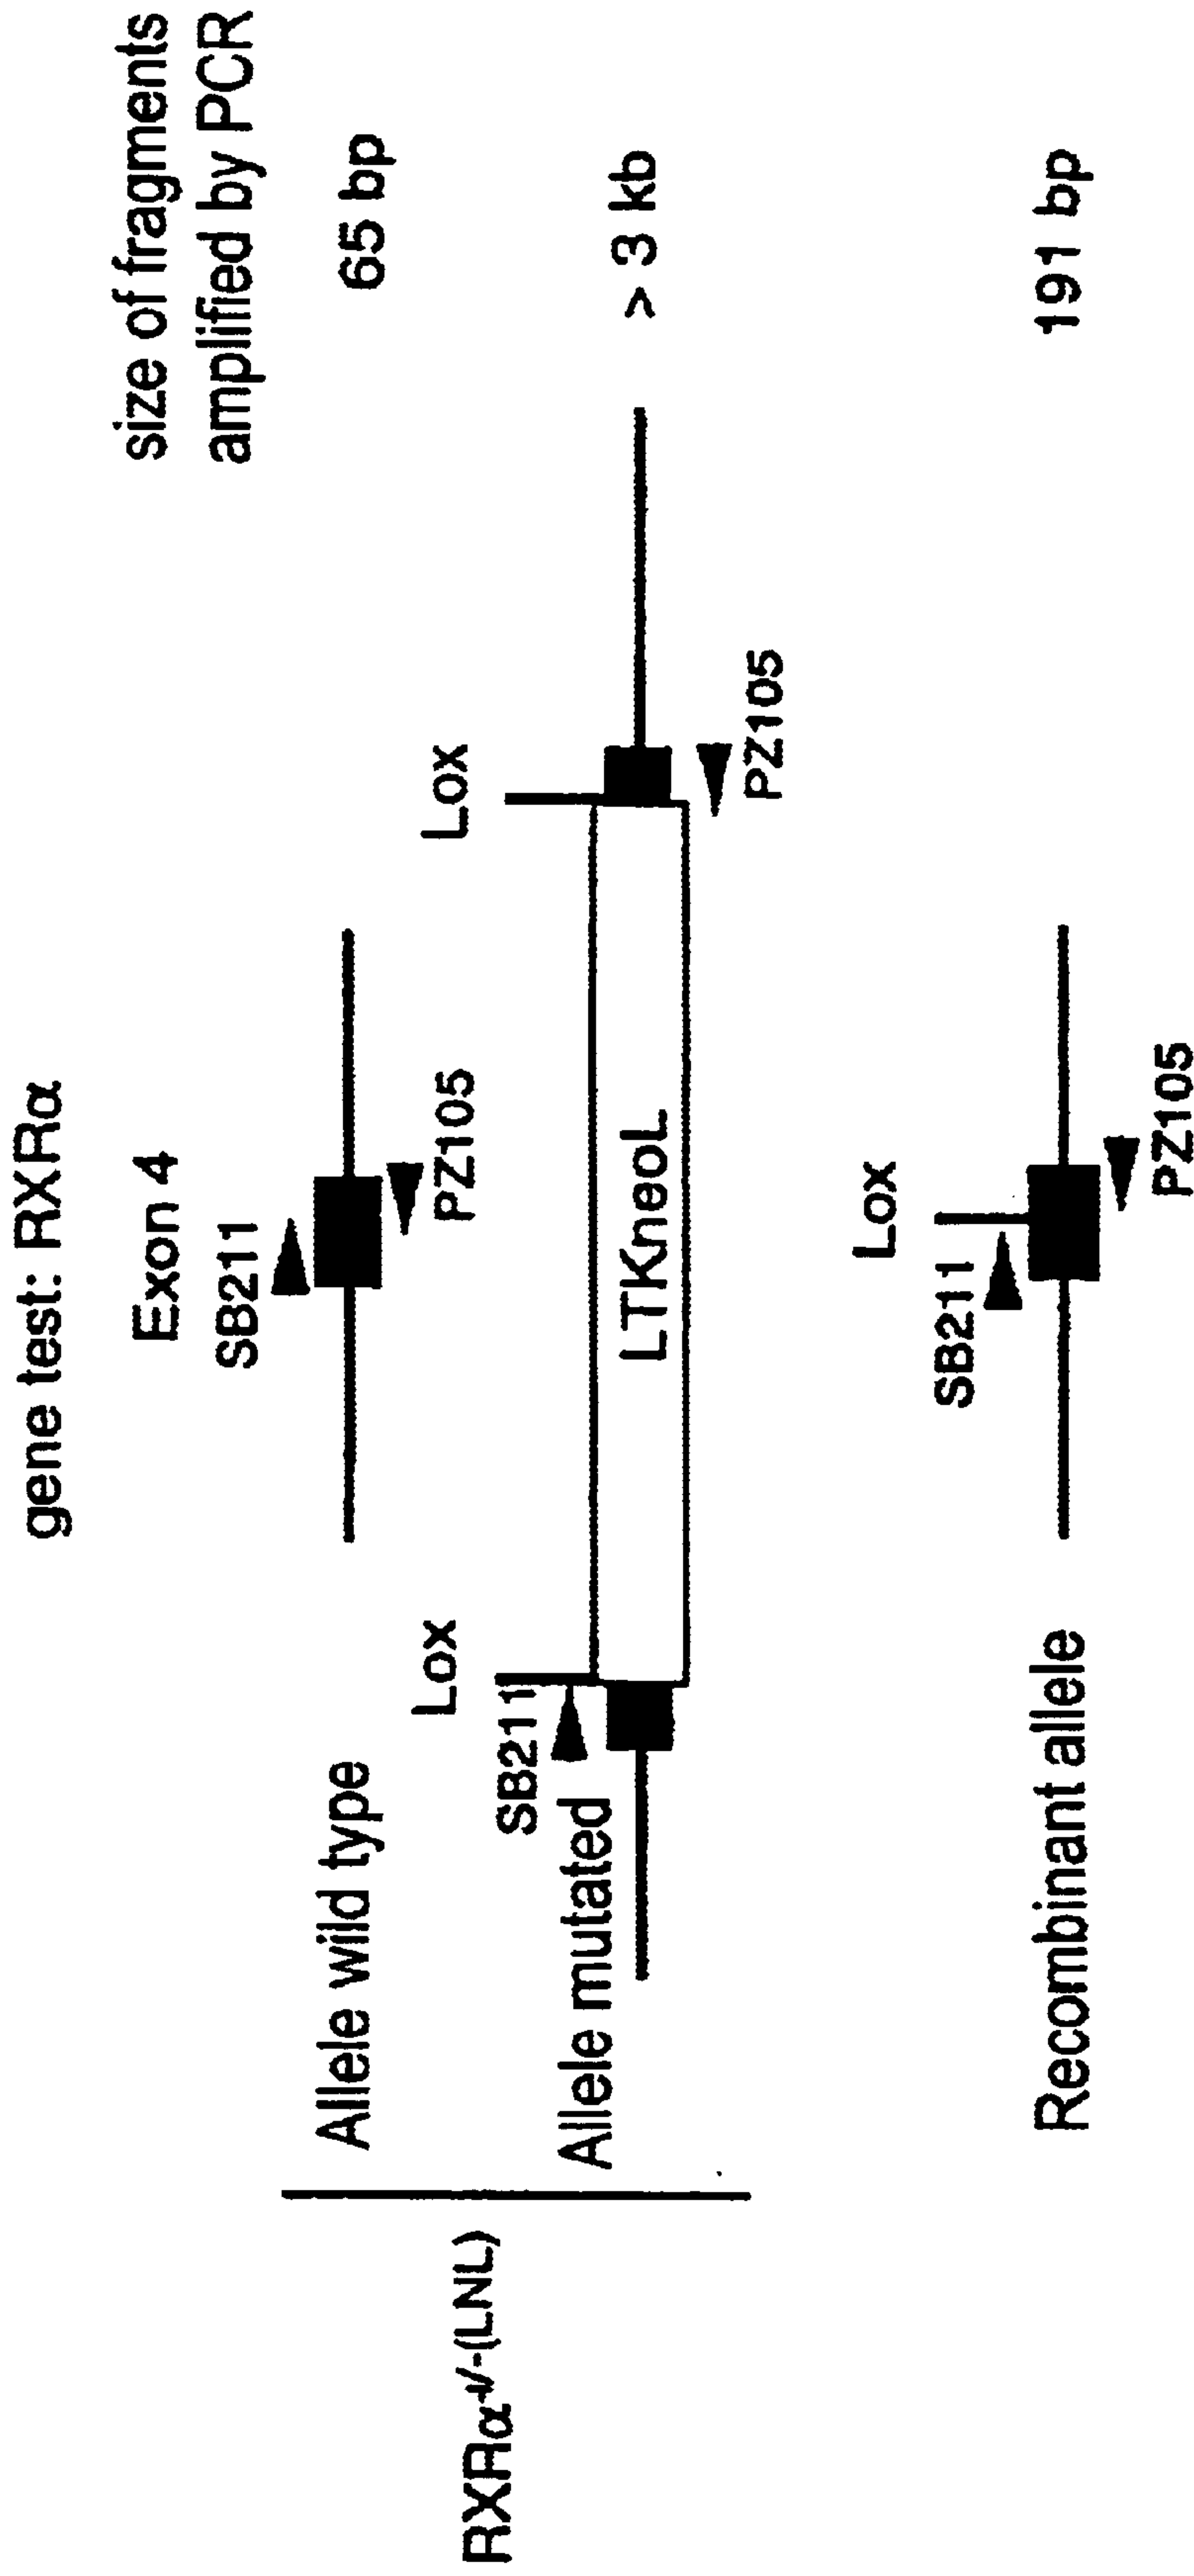 gene test: RXRα
size of fragments
amplified by PCR
Exon 4
SB211
Allele wild type
65 bp
PZ105
RXRα+/-(LNL)
Lox
Lox
SB211
Allele mutated
LTKneoL
> 3 kb
PZ105
Lox
SB211
Recombinant allele
191 bp
PZ105